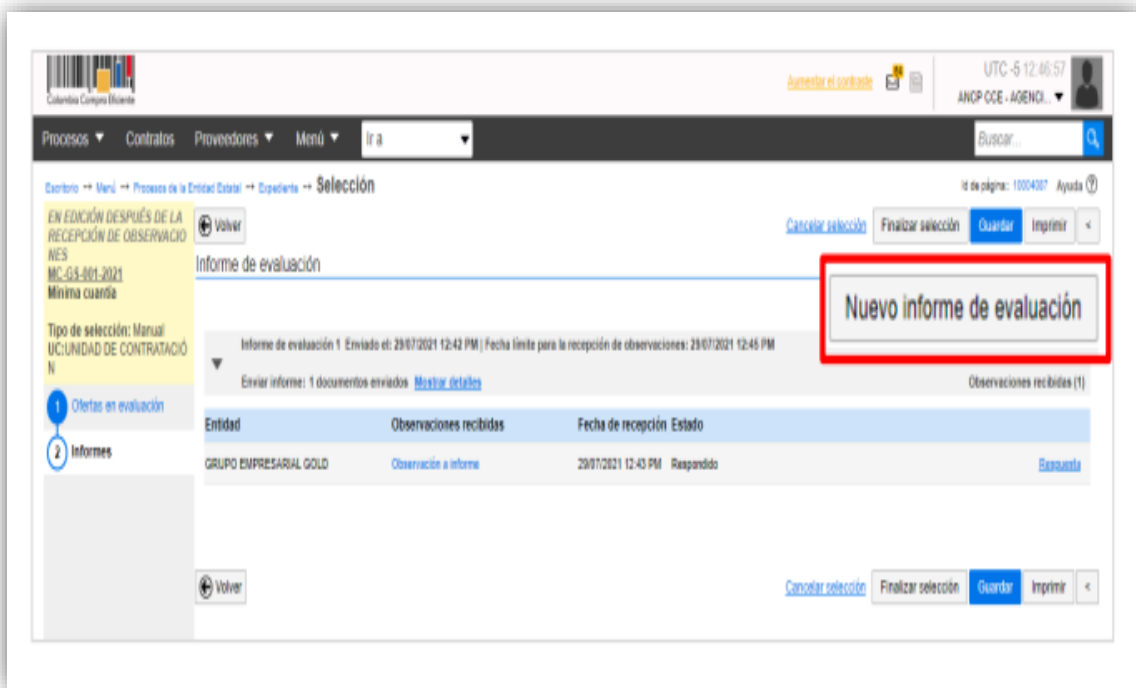 Colombia Compra Eficiente
Aumentar el contraste
UTC -5 12:46:57
ANCP CCE - AGENCI...
Procesos Contratos Proveedores Menú Ir a Buscar...
Escritorio → Menú → Procesos de la Entidad Estatal → Expediente → Selección
Id de página: 10004087 Ayuda
EN EDICIÓN DESPUÉS DE LA
RECEPCIÓN DE OBSERVACIO
NES
MC-GS-001-2021
Mínima cuantía
Tipo de selección: Manual
UC:UNIDAD DE CONTRATACIÓ
N
1 Ofertas en evaluación
2 Informes
Volver Cancelar selección Finalizar selección Guardar Imprimir <
Informe de evaluación
Nuevo informe de evaluación
Informe de evaluación 1 Enviado el: 29/07/2021 12:42 PM | Fecha límite para la recepción de observaciones: 29/07/2021 12:45 PM
Enviar informe: 1 documentos enviados Mostrar detalles Observaciones recibidas (1)
Entidad Observaciones recibidas Fecha de recepción Estado
GRUPO EMPRESARIAL GOLD Observación a informe 29/07/2021 12:43 PM Respondido Respuesta
Volver Cancelar selección Finalizar selección Guardar Imprimir <